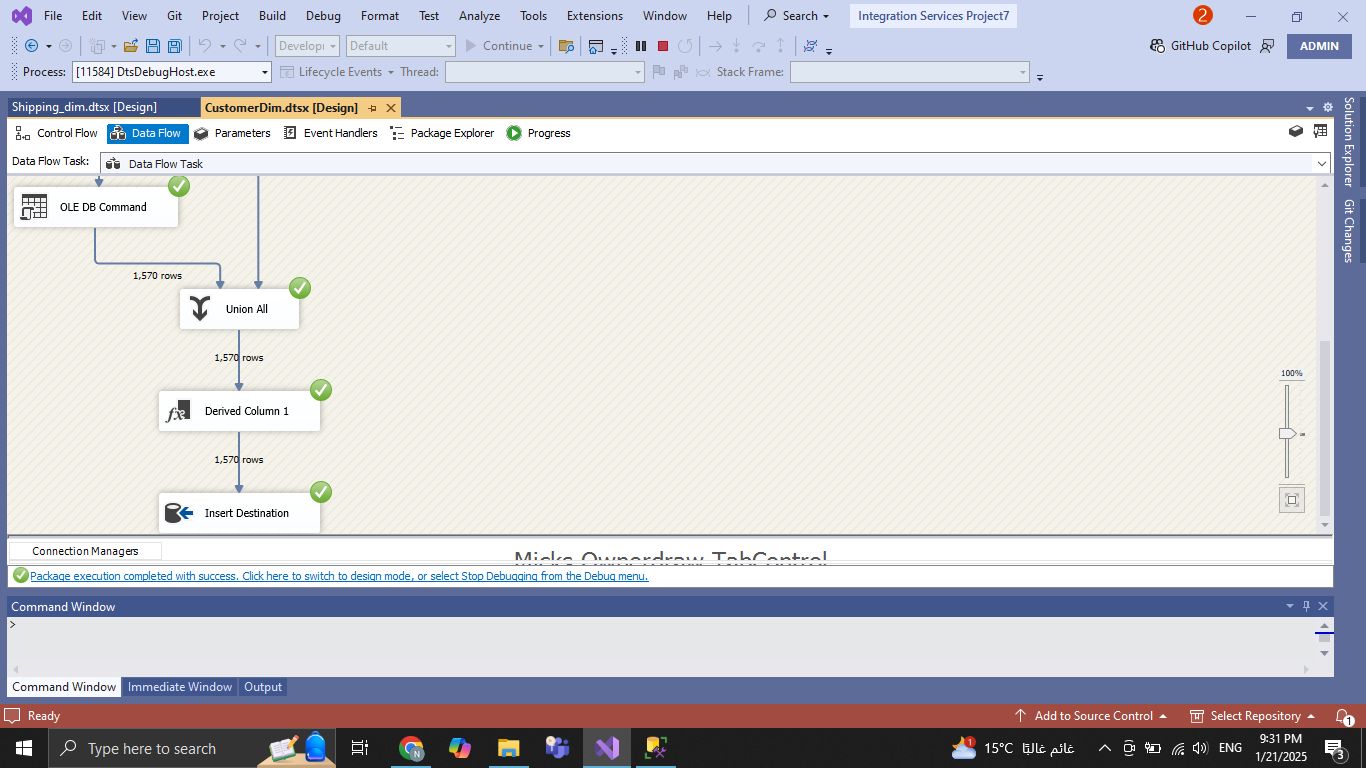 File Edit View Git Project Build Debug Format Test Analyze Tools Extensions Window Help Search Integration Services Project7 2
Developi Default Continue GitHub Copilot ADMIN
Process: [11584] DtsDebugHost.exe Lifecycle Events Thread: Stack Frame:
Shipping_dim.dtsx [Design] CustomerDim.dtsx [Design]
Control Flow Data Flow Parameters Event Handlers Package Explorer Progress
Data Flow Task: Data Flow Task
Solution Explorer
Git Changes
OLE DB Command
1,570 rows
Union All
1,570 rows
100%
fx Derived Column 1
1,570 rows
Insert Destination
Connection Managers
Micks Ownerdraw TabControl
Package execution completed with success. Click here to switch to design mode, or select Stop Debugging from the Debug menu.
Command Window
>
Command Window Immediate Window Output
Ready Add to Source Control Select Repository 1
Type here to search N 1 15°C غائم غالبًا ENG 9:31 PM
1/21/2025 3